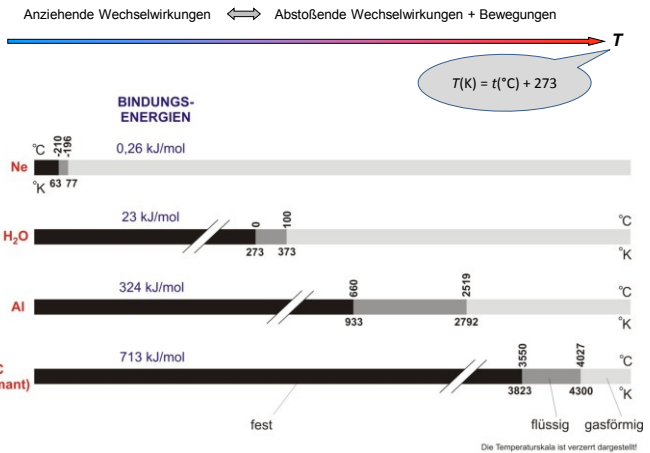 Anziehende Wechselwirkungen ⟺ Abstoßende Wechselwirkungen + Bewegungen
T
T(K) = t(°C) + 273
BINDUNGS-
ENERGIEN
°C -210 -196 0,26 kJ/mol
Ne
°K 63 77
23 kJ/mol 0 100 °C
H₂O
273 373 °K
324 kJ/mol 660 2519 °C
Al
933 2792 °K
713 kJ/mol 3550 4027 °C
C
mant)
3823 4300 °K
fest flüssig gasförmig
Die Temperaturskala ist verzerrt dargestellt!